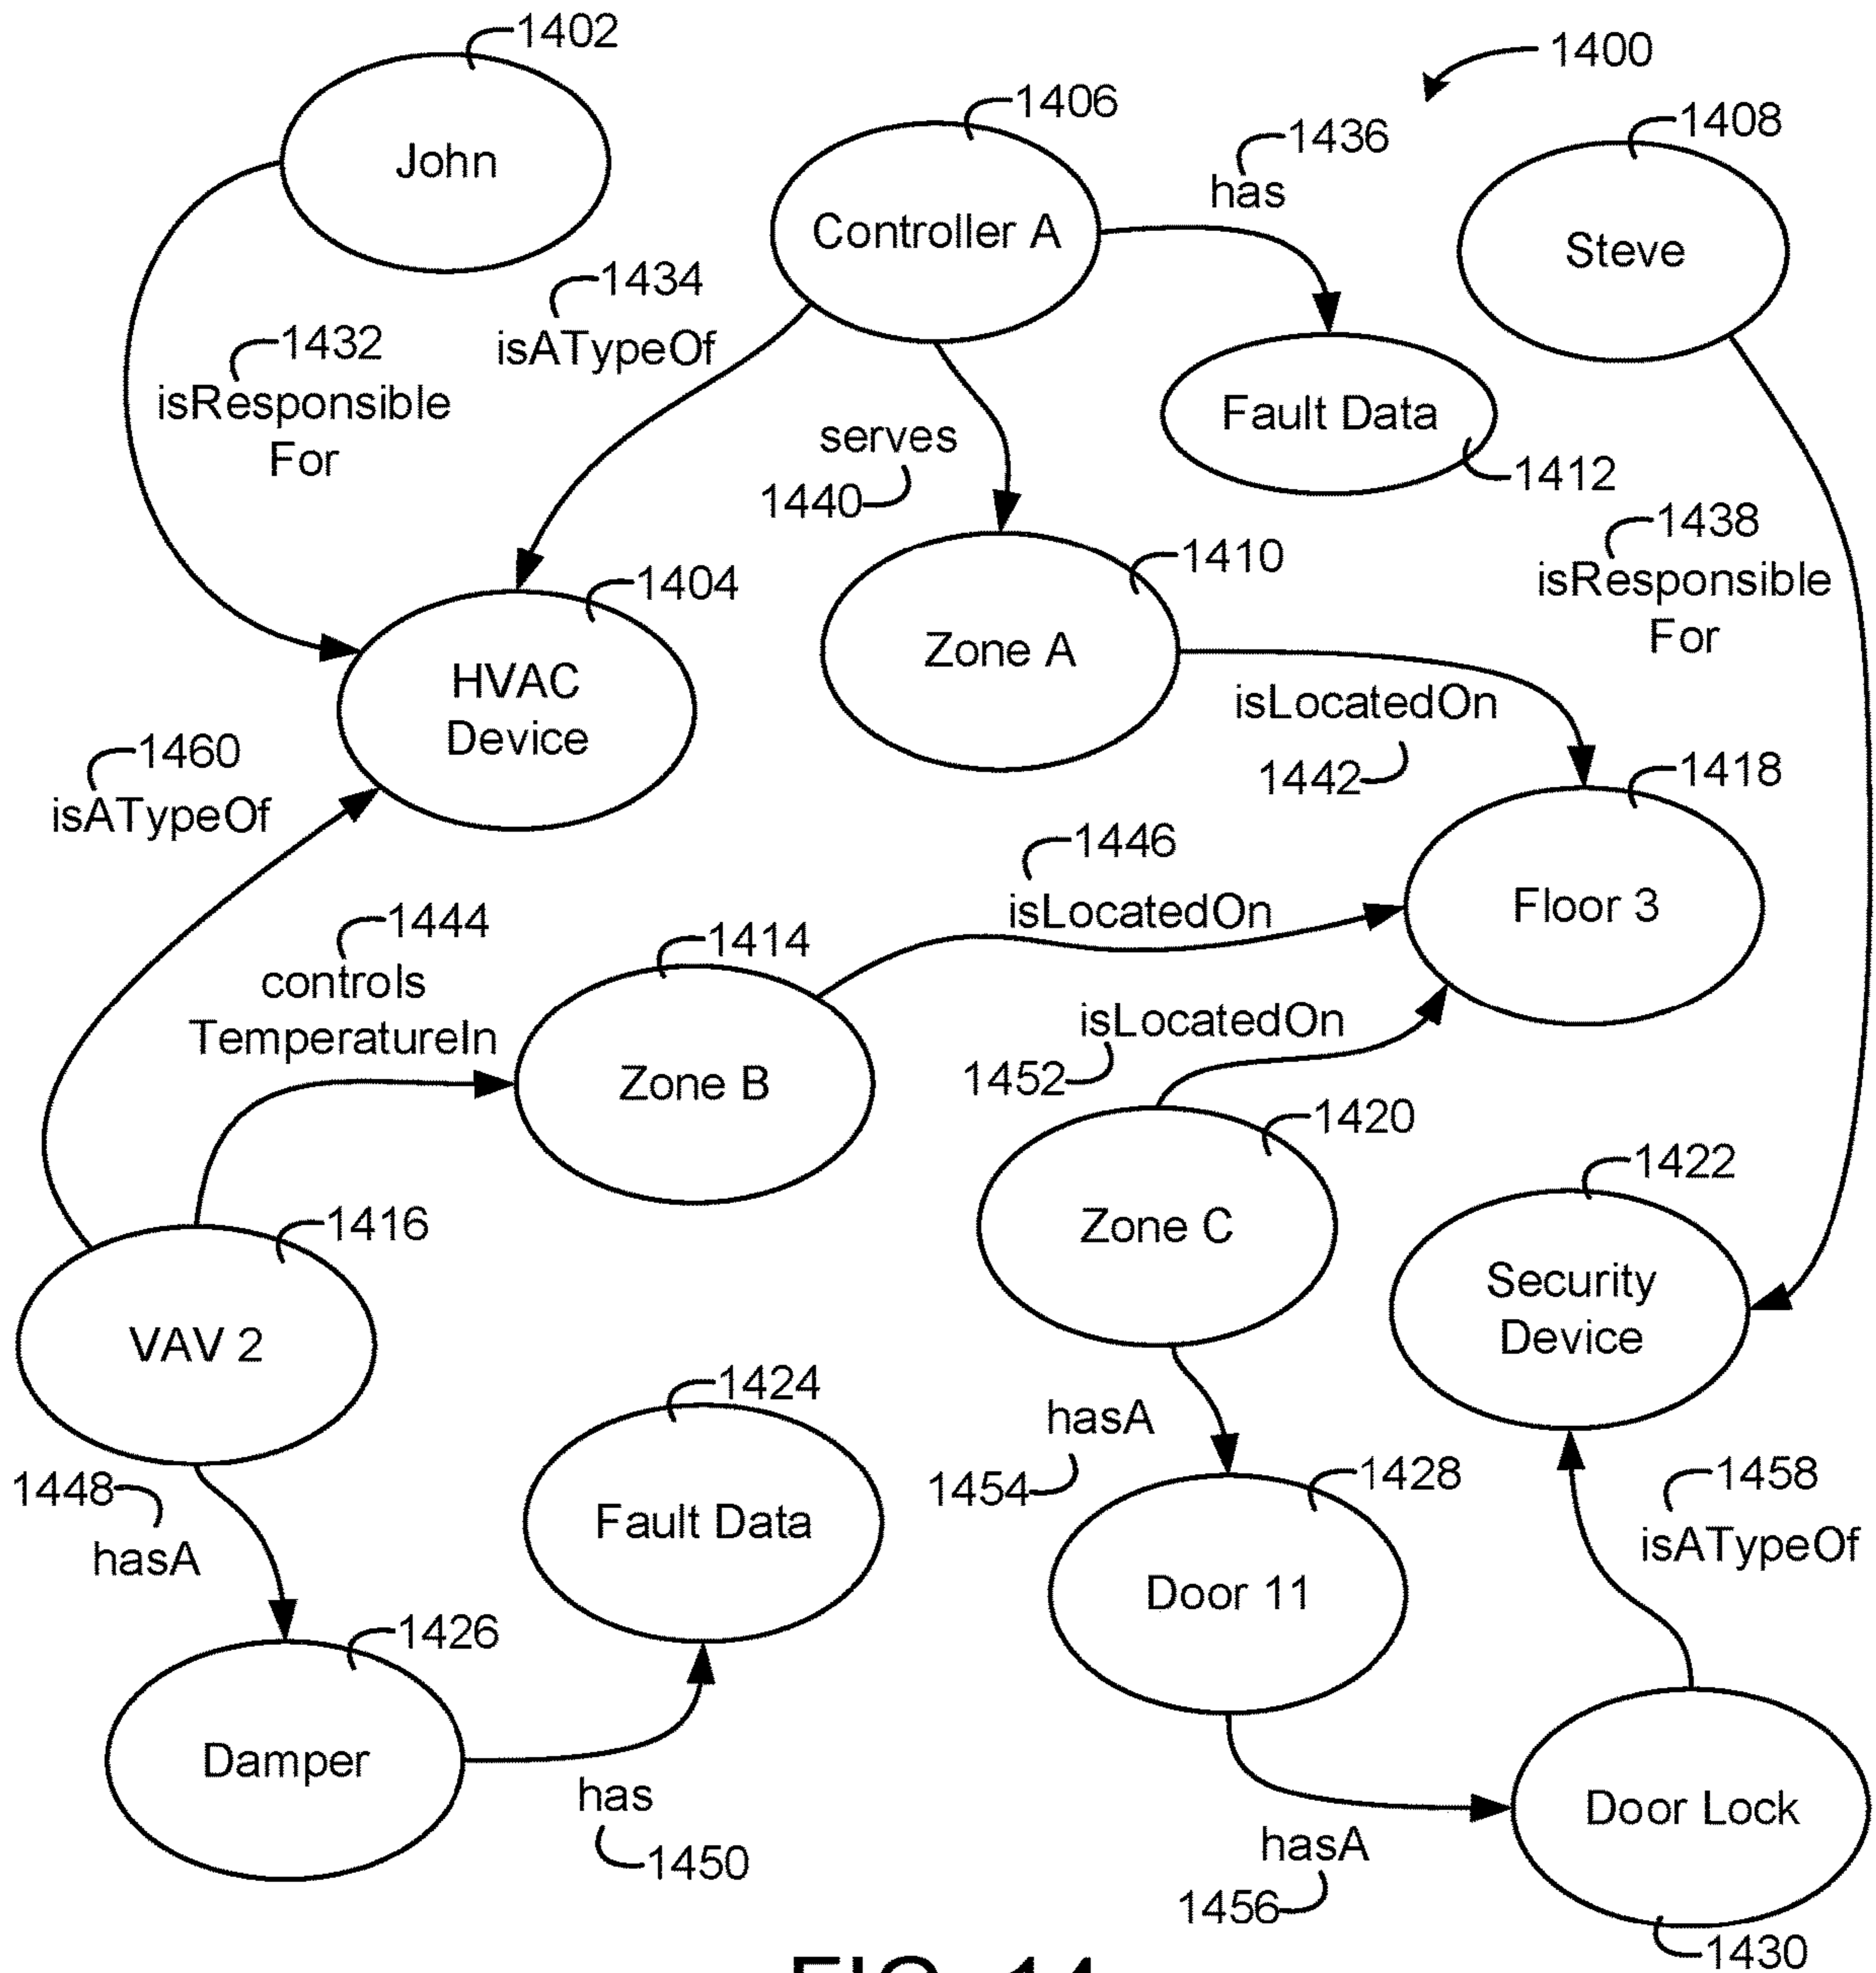 1402
1400
1406
1408
1436
John
has
Controller A
Steve
1434
isATypeOf
1432
isResponsible
For
Fault Data
serves
1440
1412
1438
isResponsible
For
1410
1404
Zone A
HVAC
Device
isLocatedOn
1442
1460
isATypeOf
1418
1446
isLocatedOn
Floor 3
1444
controls
TemperatureIn
1414
isLocatedOn
1452
Zone B
1420
1422
1416
Zone C
Security
Device
VAV 2
1424
hasA
1454
1428
1458
isATypeOf
1448
hasA
Fault Data
Door 11
1426
Damper
has
1450
Door Lock
hasA
1456
1430
FIG. 14